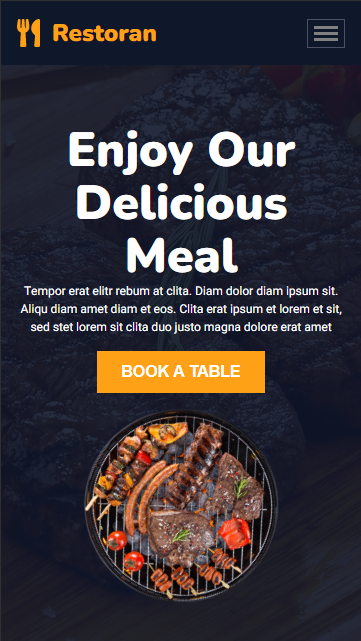 Restoran
Enjoy Our
Delicious
Meal
Tempor erat elitr rebum at clita. Diam dolor diam ipsum sit.
Aliqu diam amet diam et eos. Clita erat ipsum et lorem et sit,
sed stet lorem sit clita duo justo magna dolore erat amet
BOOK A TABLE